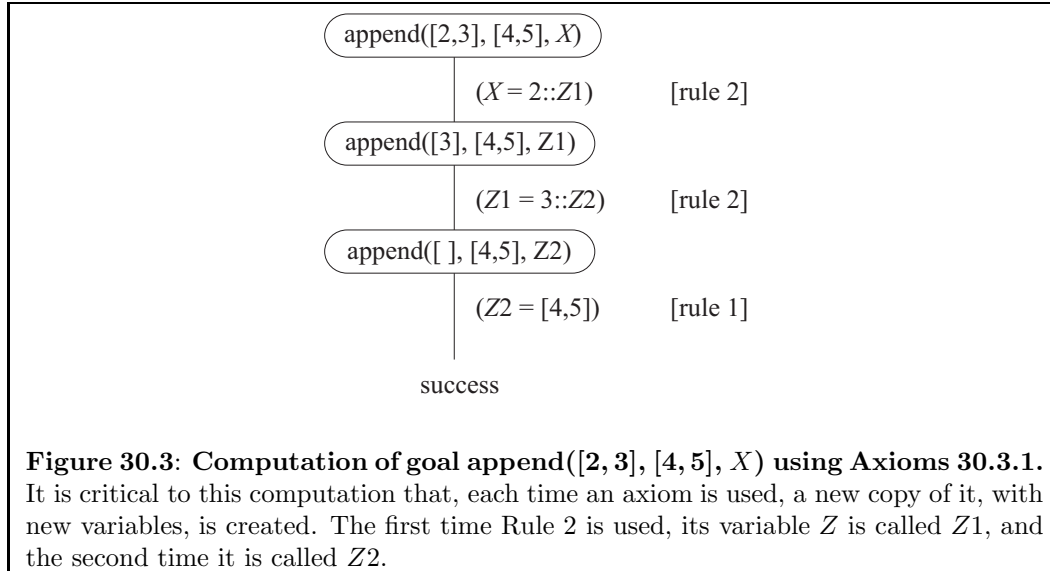 append([2,3], [4,5], X)
(X = 2::Z1) [rule 2]
append([3], [4,5], Z1)
(Z1 = 3::Z2) [rule 2]
append([ ], [4,5], Z2)
(Z2 = [4,5]) [rule 1]
success
Figure 30.3: Computation of goal append([2, 3], [4, 5], X) using Axioms 30.3.1.
It is critical to this computation that, each time an axiom is used, a new copy of it, with
new variables, is created. The first time Rule 2 is used, its variable Z is called Z1, and
the second time it is called Z2.